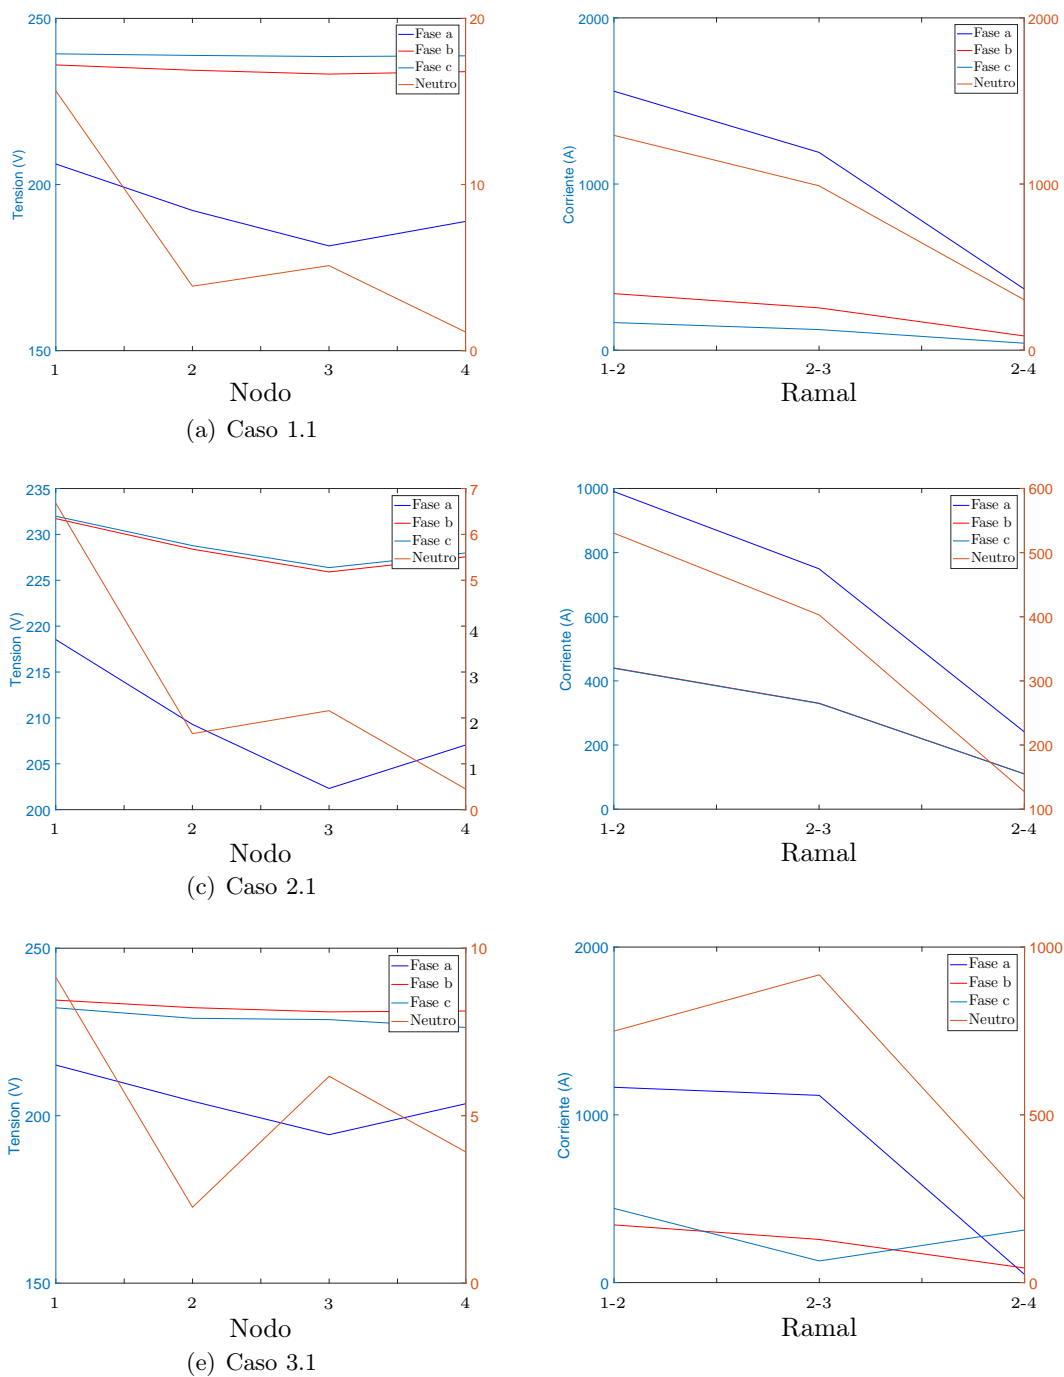 250
200
150
Tension (V)
20
10
0
Fase a
Fase b
Fase c
Neutro
1 2 3 4
Nodo
2000
1000
0
Corriente (A)
2000
1000
0
Fase a
Fase b
Fase c
Neutro
1-2 2-3 2-4
Ramal
(a) Caso 1.1
235
230
225
220
215
210
205
200
Tension (V)
7
6
5
4
3
2
1
0
Fase a
Fase b
Fase c
Neutro
1 2 3 4
Nodo
1000
800
600
400
200
0
Corriente (A)
600
500
400
300
200
100
Fase a
Fase b
Fase c
Neutro
1-2 2-3 2-4
Ramal
(c) Caso 2.1
250
200
150
Tension (V)
10
5
0
Fase a
Fase b
Fase c
Neutro
1 2 3 4
Nodo
2000
1000
0
Corriente (A)
1000
500
0
Fase a
Fase b
Fase c
Neutro
1-2 2-3 2-4
Ramal
(e) Caso 3.1